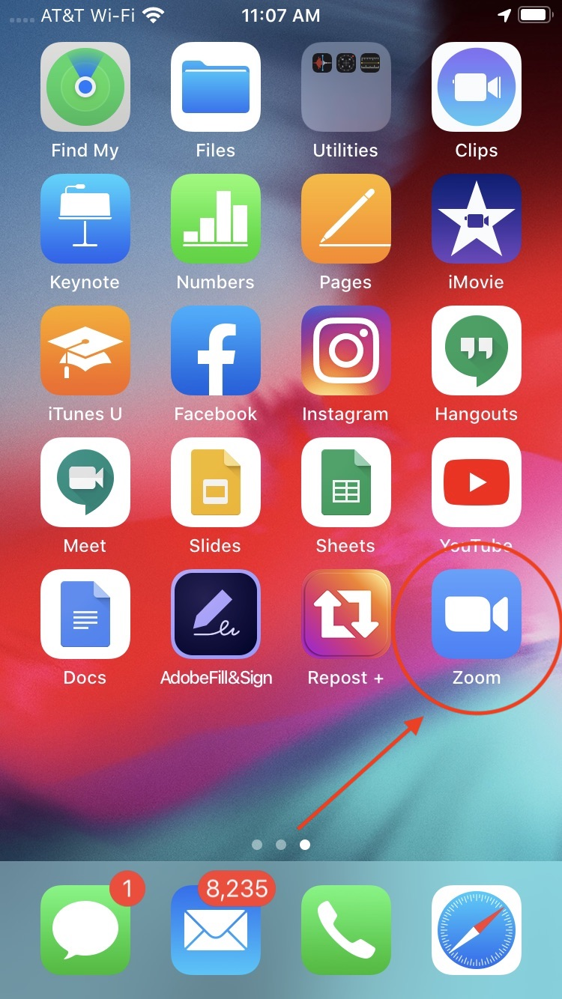 AT&T Wi-Fi 11:07 AM
Find My Files Utilities Clips
Keynote Numbers Pages iMovie
iTunes U Facebook Instagram Hangouts
Meet Slides Sheets YouTube
Docs AdobeFill&Sign Repost + Zoom
1 8,235